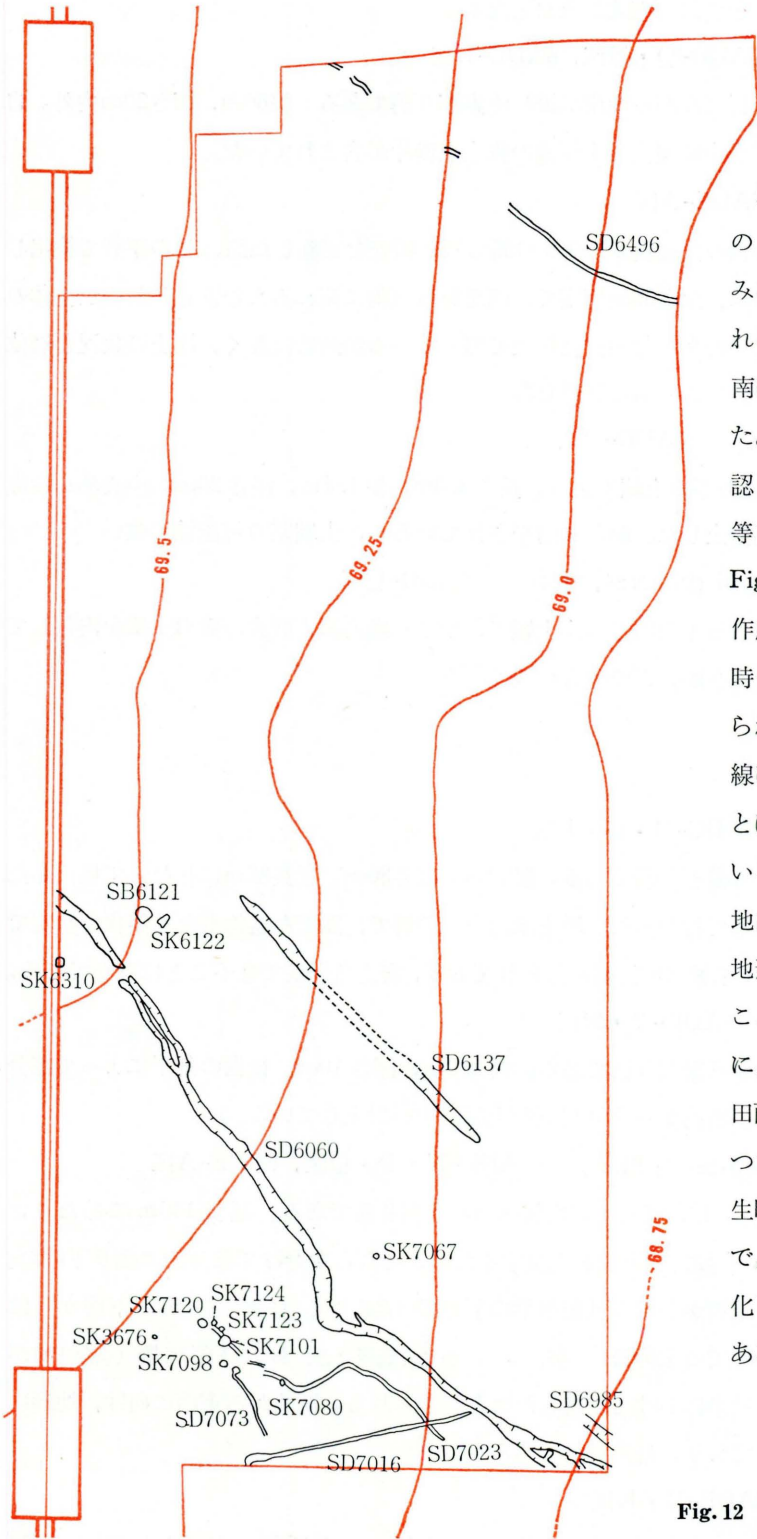 SD6496
の
み
れ
南
た
認
等
69.5
69.25
69.0
Fig
作
時
ら
線
と
い
地
地
こ
に
田
つ
生
で
化
あ
SB6121
SK6122
SK6310
SD6137
SD6060
SK7067
68.75
SK7124
SK7120
SK7123
SK3676
SK7101
SK7098
SK7080
SD7073
SD6985
SD7023
SD7016
Fig. 12